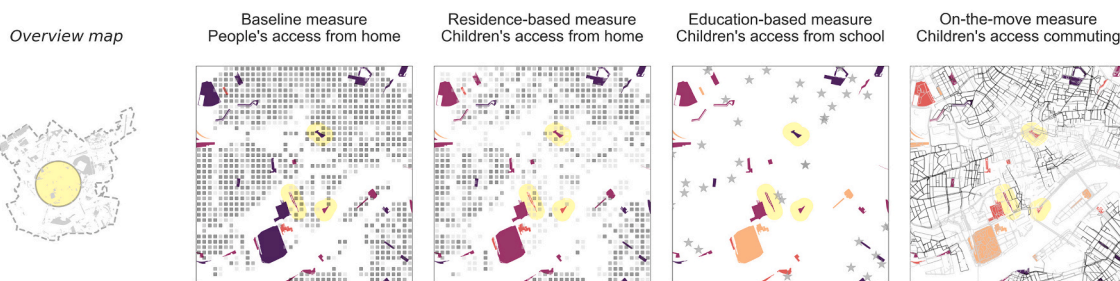 Overview map
Baseline measure
People's access from home
Residence-based measure
Children's access from home
Education-based measure
Children's access from school
On-the-move measure
Children's access commuting